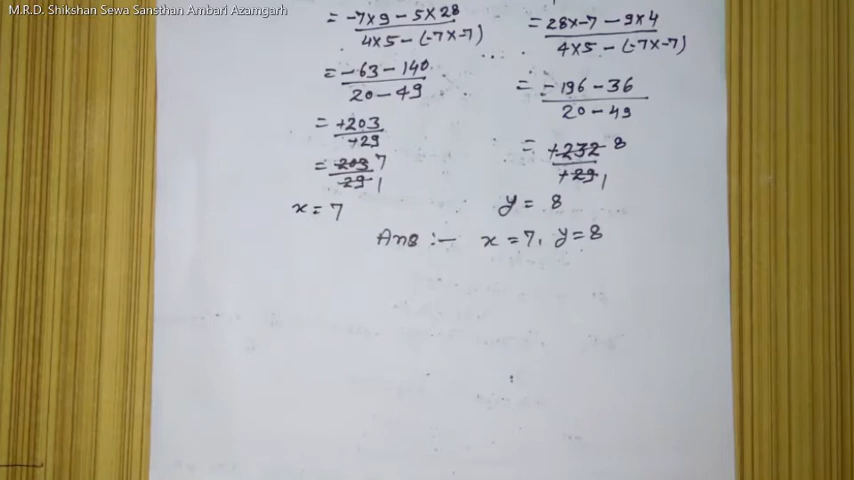 M.R.D. Shikshan Sewa Sansthan Ambari Azamgarh
= -7×9 - 5×28 / 4×5 - (-7×-7)
= 28×-7 - 9×4 / 4×5 - (-7×-7)
= -63 - 140 / 20 - 49
= -196 - 36 / 20 - 49
= +203 / +29
= +232 8 / +29 1
= 203 7 / 29 1
x = 7
y = 8
Ans :- x = 7, y = 8